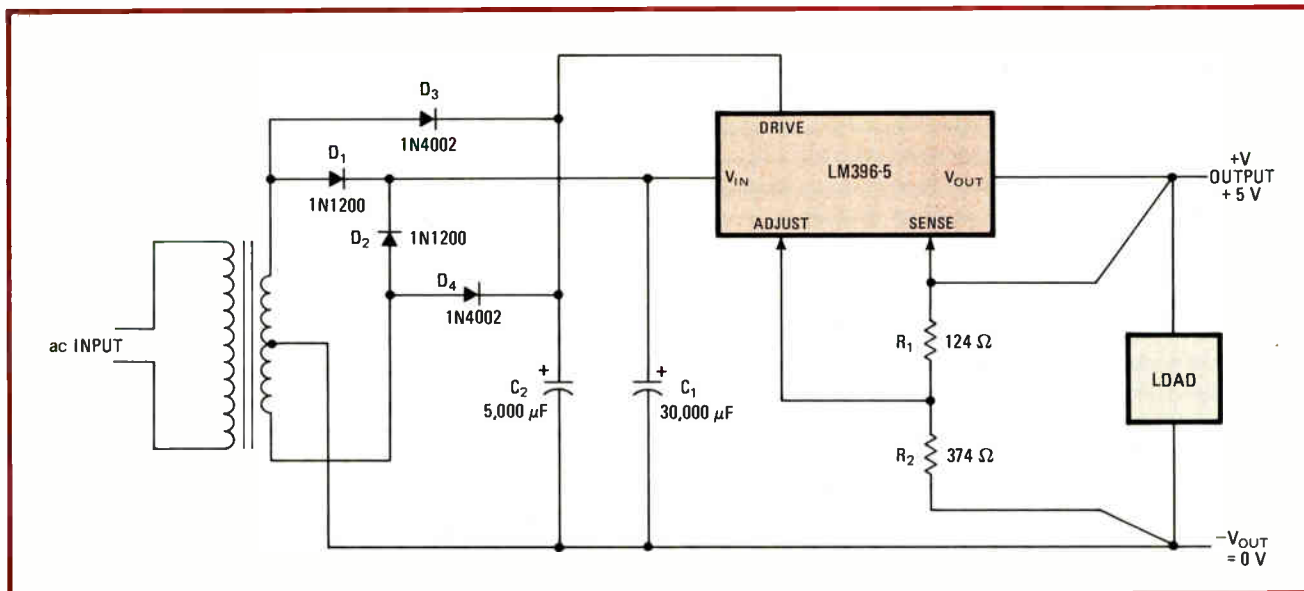 D3
1N4002
D1
1N1200
D2
1N1200
D4
1N4002
ac INPUT
+
C2
5,000 μF
+
C1
30,000 μF
DRIVE
LM396-5
VIN
VOUT
ADJUST
SENSE
R1
124 Ω
R2
374 Ω
+V
OUTPUT
+5 V
LDAD
−VOUT
= 0 V